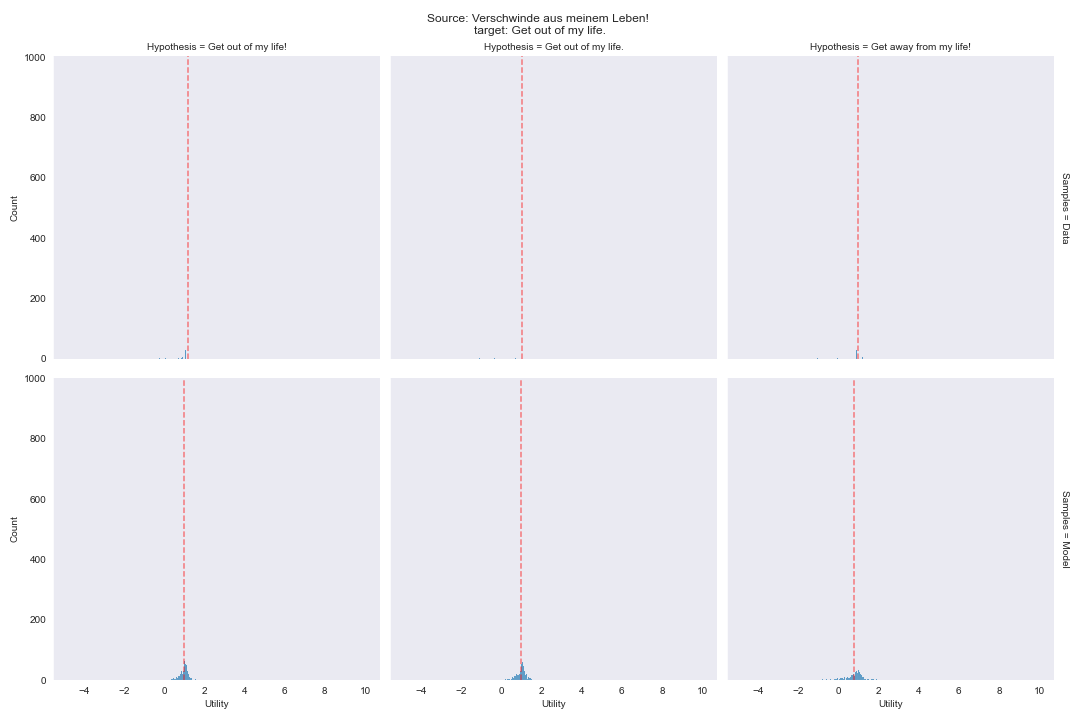 Source: Verschwinde aus meinem Leben!
target: Get out of my life.
Hypothesis = Get out of my life!
Hypothesis = Get out of my life.
Hypothesis = Get away from my life!
1000
800
600
400
200
0
Count
Samples = Data
1000
800
600
400
200
0
Count
Samples = Model
−4 −2 0 2 4 6 8 10
−4 −2 0 2 4 6 8 10
−4 −2 0 2 4 6 8 10
Utility
Utility
Utility